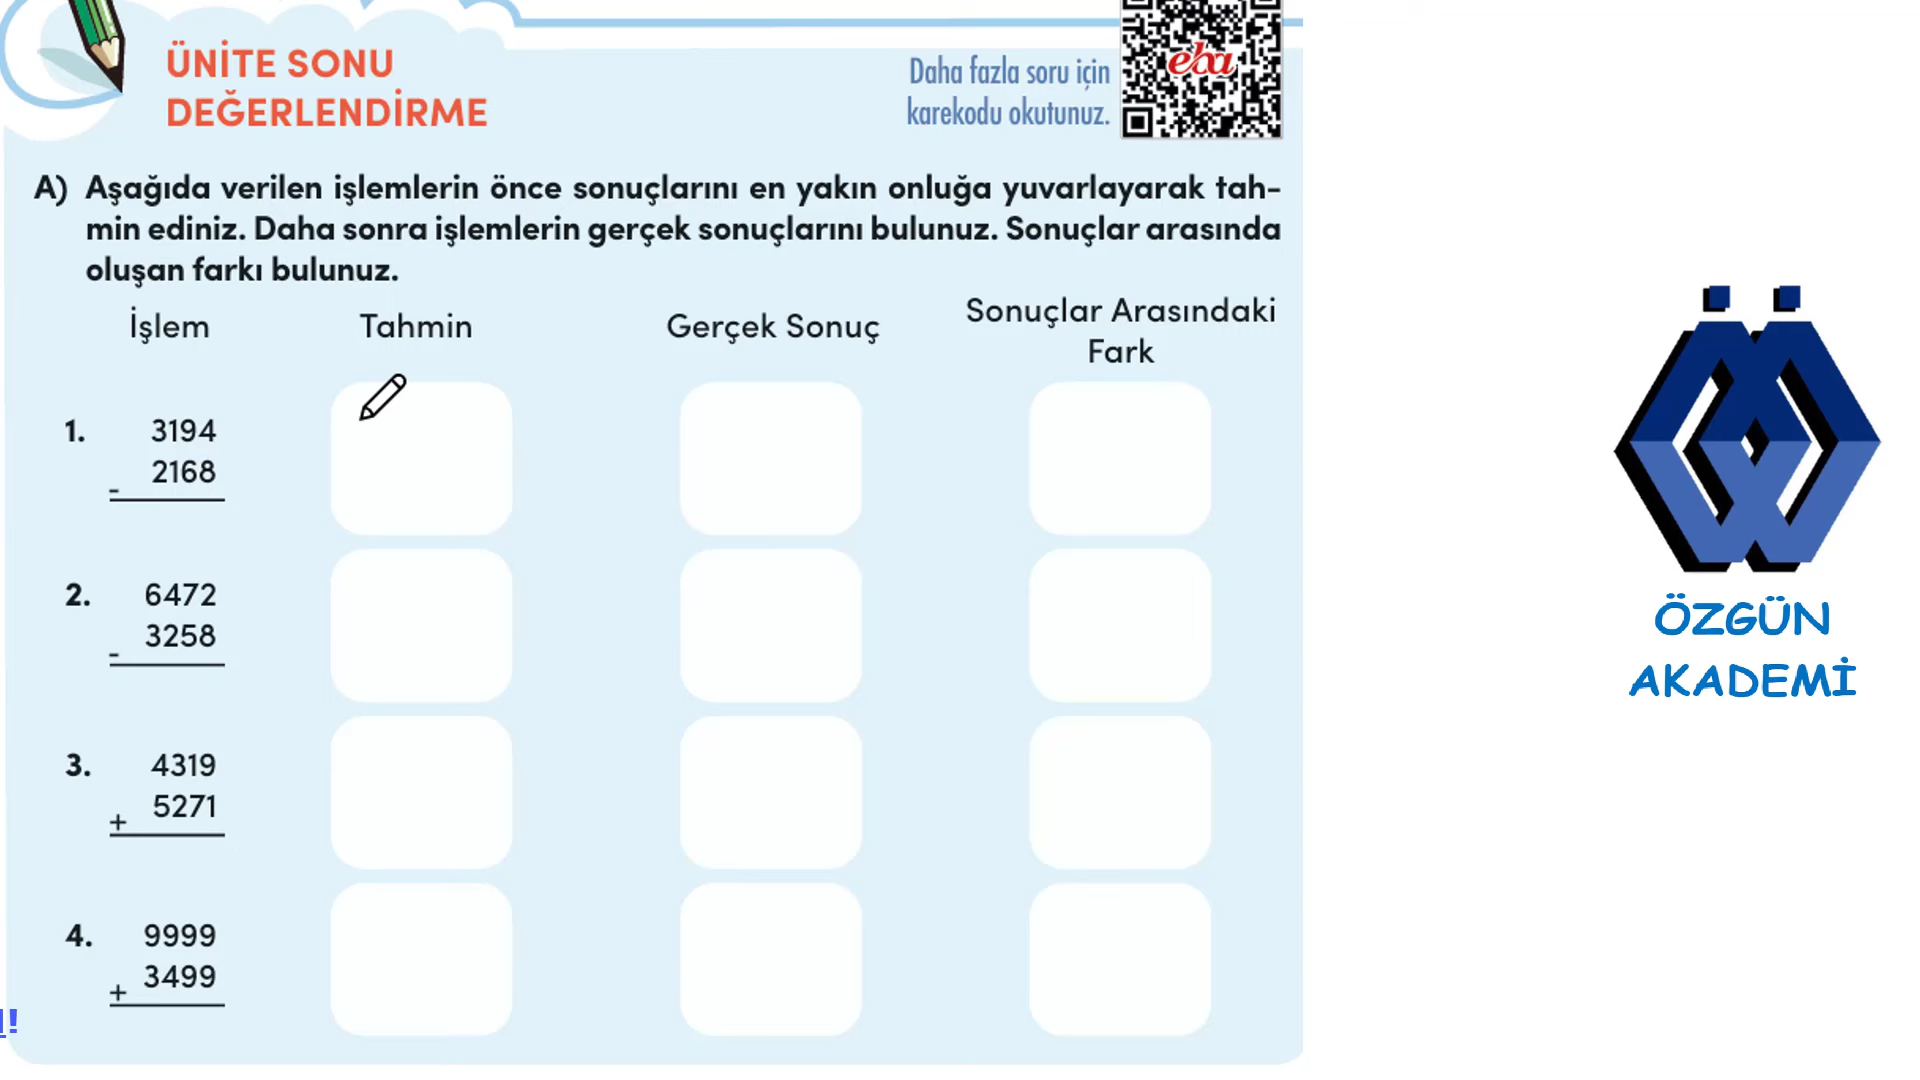 ÜNİTE SONU
DEĞERLENDİRME
Daha fazla soru için
karekodu okutunuz.
eba
A) Aşağıda verilen işlemlerin önce sonuçlarını en yakın onluğa yuvarlayarak tah-
min ediniz. Daha sonra işlemlerin gerçek sonuçlarını bulunuz. Sonuçlar arasında
oluşan farkı bulunuz.
İşlem Tahmin Gerçek Sonuç Sonuçlar Arasındaki
Fark
1. 3194
- 2168
2. 6472
- 3258
3. 4319
+ 5271
4. 9999
+ 3499
ÖZGÜN
AKADEMİ
!